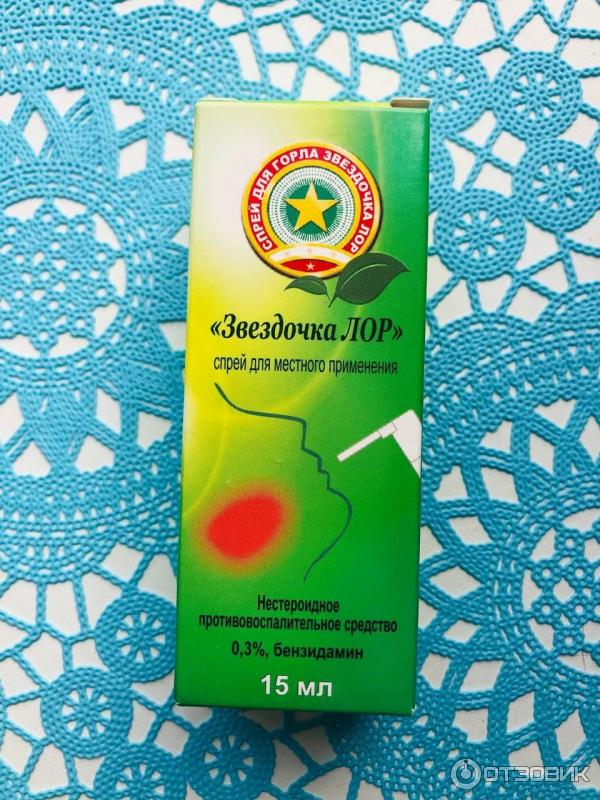 СПРЕЙ ДЛЯ ГОРЛА ЗВЕЗДОЧКА ЛОР
«Звездочка ЛОР»
спрей для местного применения
Нестероидное
противовоспалительное средство
0,3%, бензидамин
15 мл
ОТЗОВИК